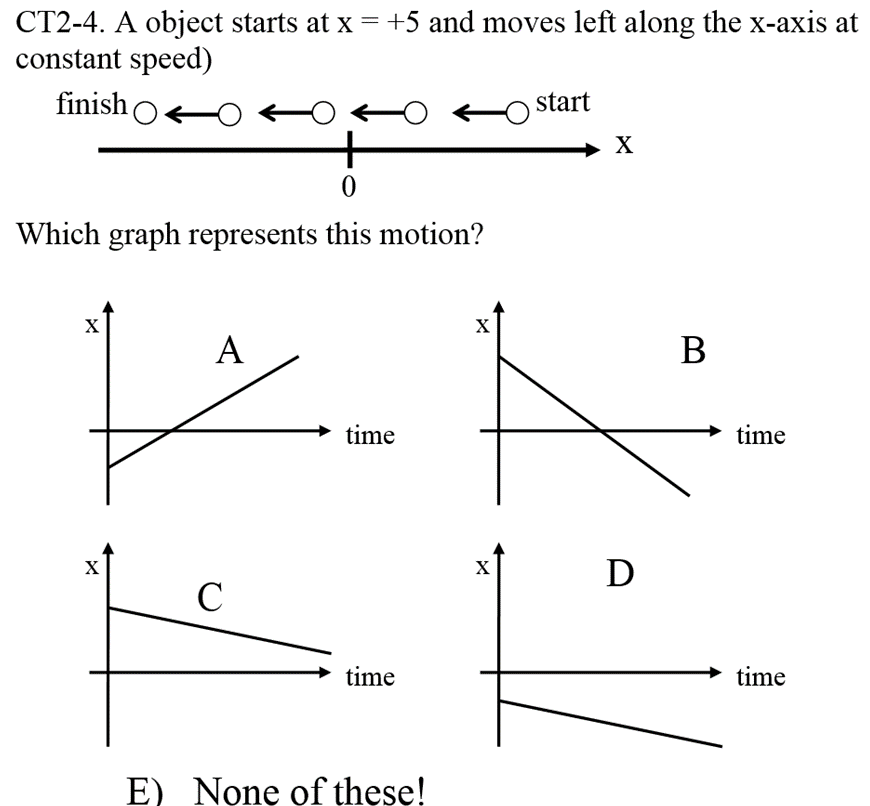 CT2-4. A object starts at x = +5 and moves left along the x-axis at
constant speed)
finish start
x
0
Which graph represents this motion?
x A
time
x B
time
x C
time
x D
time
E) None of these!